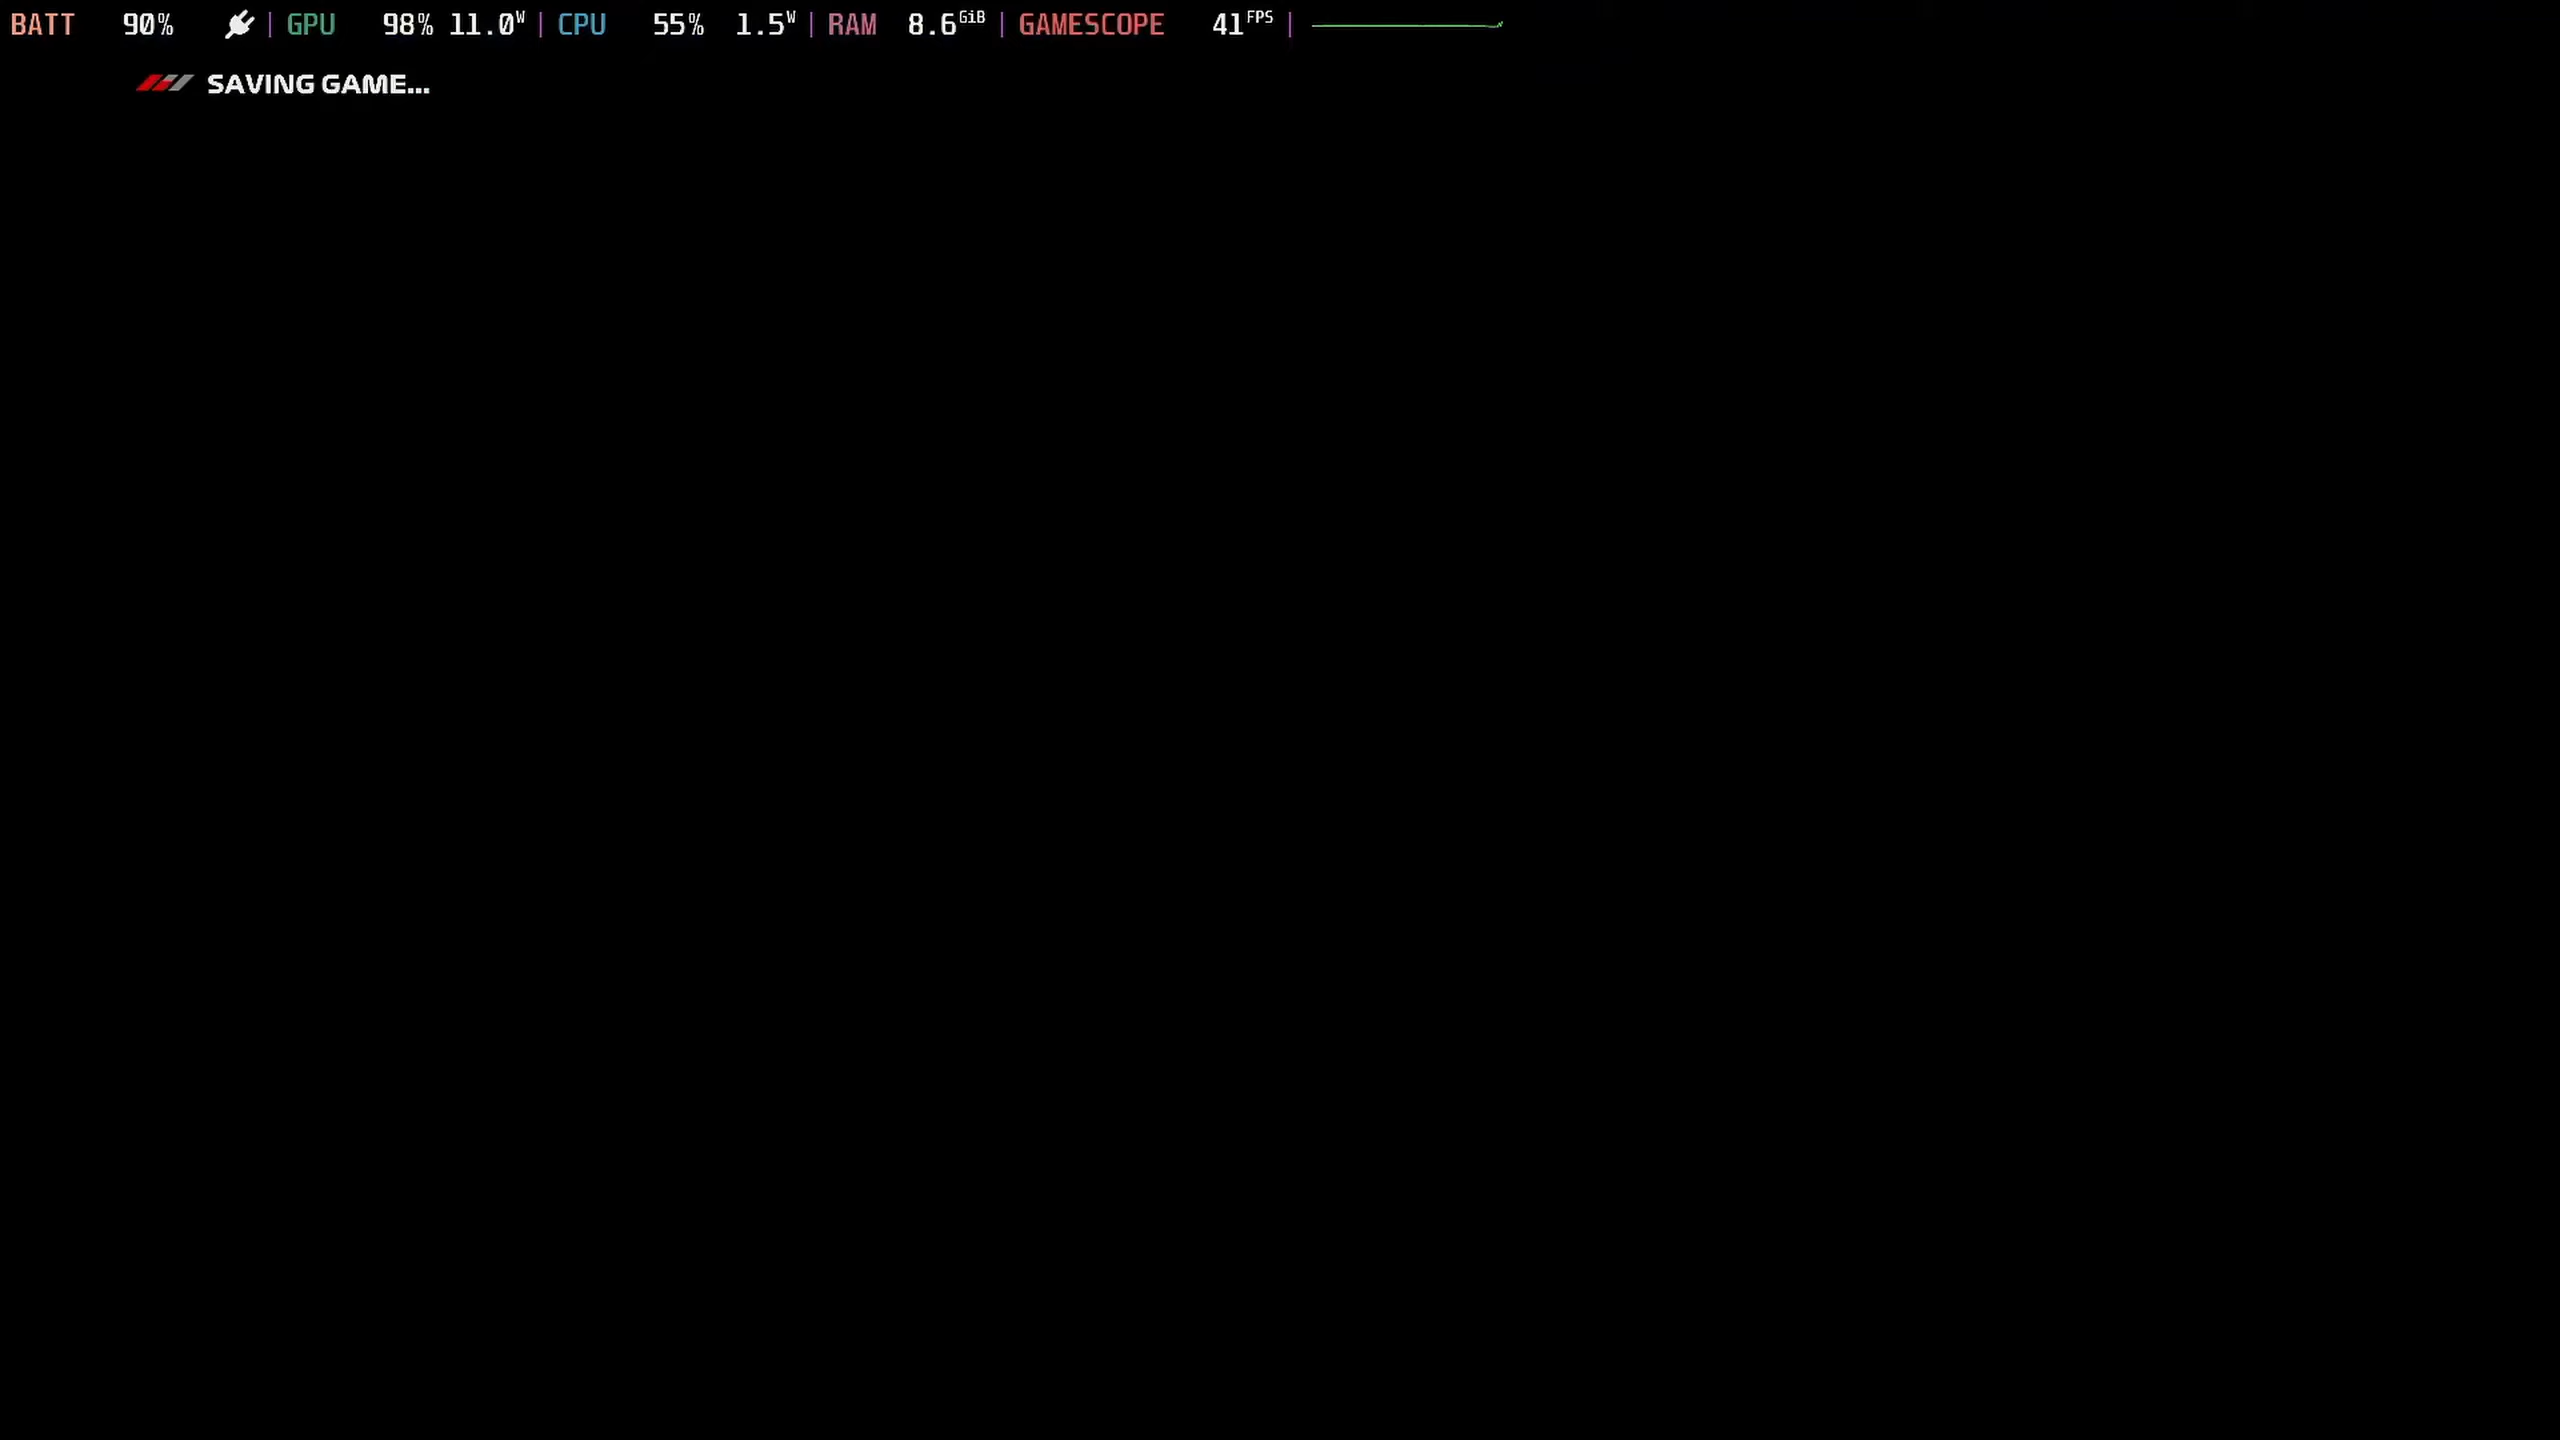 BATT 90% | GPU 98% 11.0W | CPU 55% 1.5W | RAM 8.6GiB | GAMESCOPE 41FPS |
SAVING GAME...